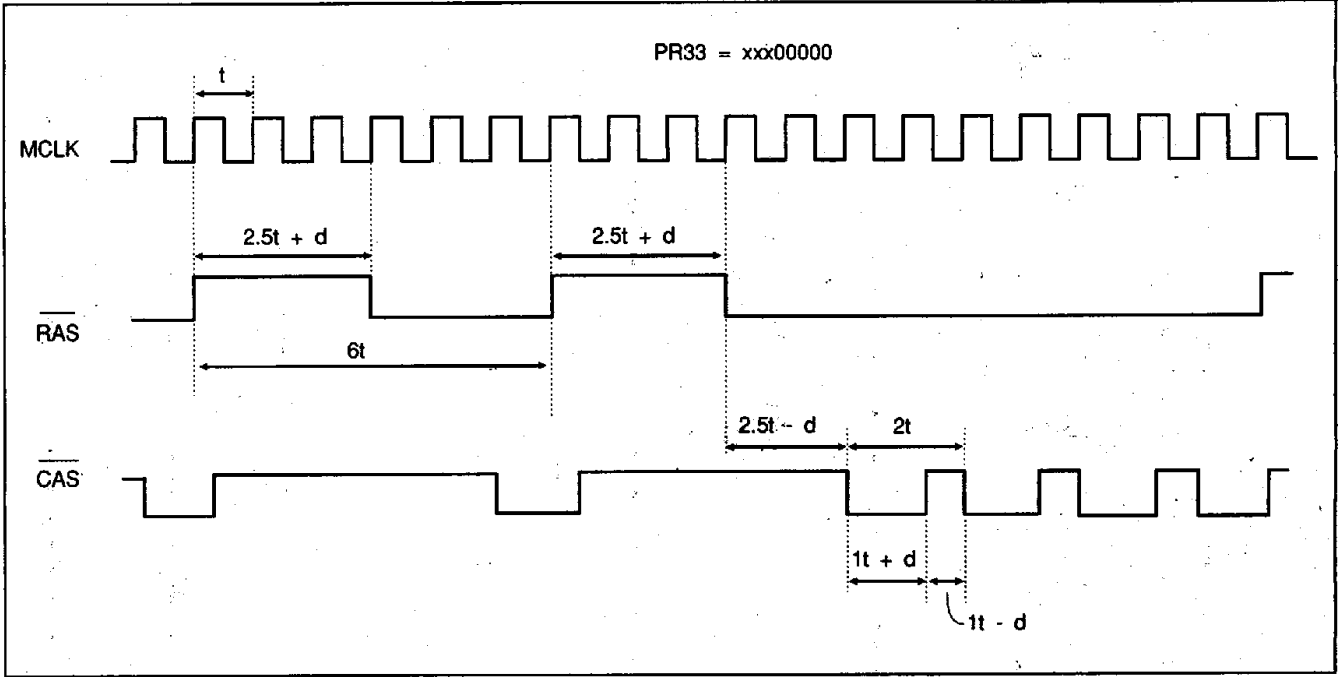 PR33 = xxx00000
t
MCLK
2.5t + d
2.5t + d
RAS
6t
2.5t - d
2t
CAS
1t + d
1t - d